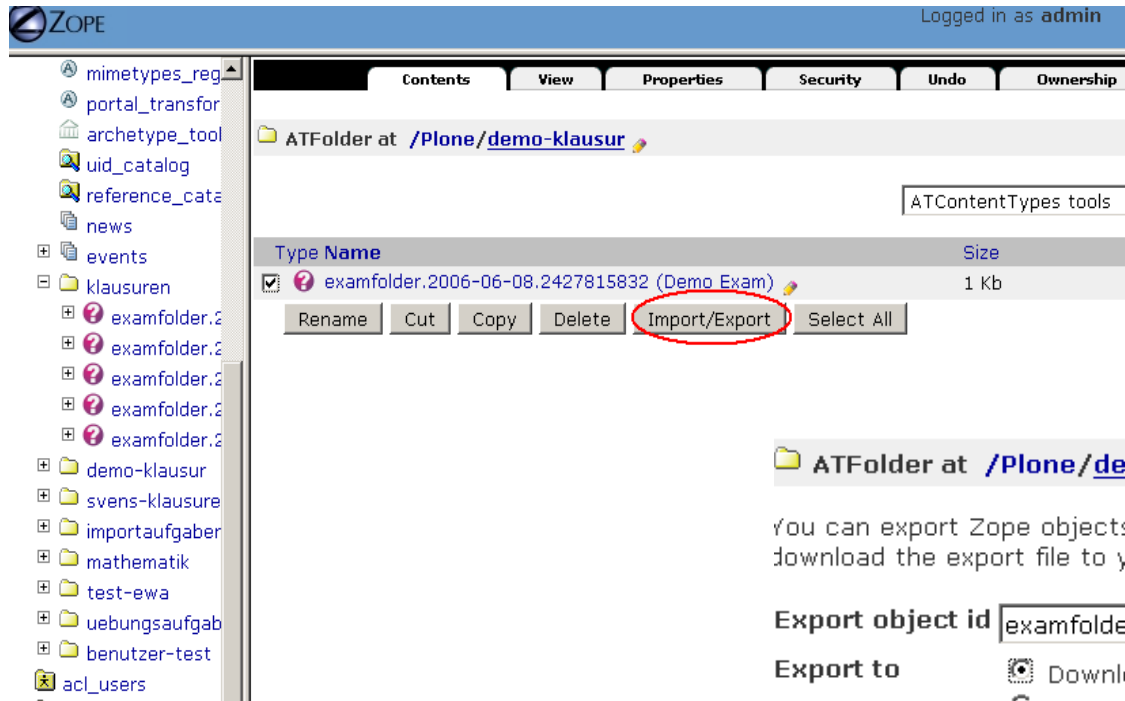 ZOPE
Logged in as admin
mimetypes_reg
portal_transfor
archetype_tool
uid_catalog
reference_cata
news
events
klausuren
examfolder.2
examfolder.2
examfolder.2
examfolder.2
examfolder.2
demo-klausur
svens-klausure
importaufgaber
mathematik
test-ewa
uebungsaufgab
benutzer-test
acl_users
Contents View Properties Security Undo Ownership
ATFolder at /Plone/demo-klausur
ATContentTypes tools
Type Name Size
examfolder.2006-06-08.2427815832 (Demo Exam) 1 Kb
Rename Cut Copy Delete Import/Export Select All
ATFolder at /Plone/de
You can export Zope objects
download the export file to y
Export object id examfolde
Export to Downl